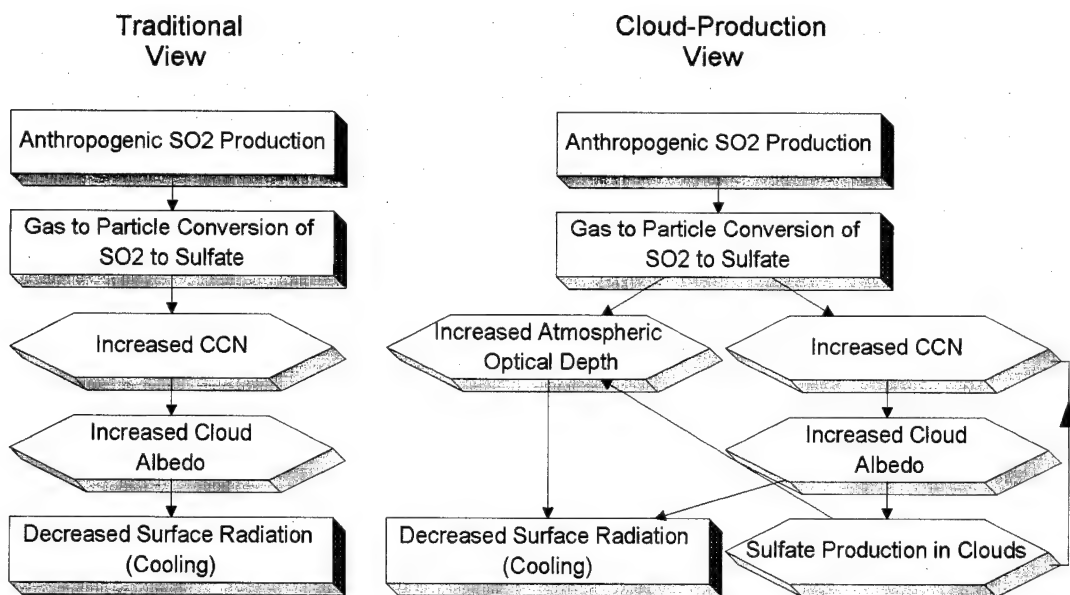 Traditional
View
Anthropogenic SO2 Production
Gas to Particle Conversion of
SO2 to Sulfate
Increased CCN
Increased Cloud
Albedo
Decreased Surface Radiation
(Cooling)
Cloud-Production
View
Anthropogenic SO2 Production
Gas to Particle Conversion of
SO2 to Sulfate
Increased Atmospheric
Optical Depth
Increased CCN
Increased Cloud
Albedo
Decreased Surface Radiation
(Cooling)
Sulfate Production in Clouds